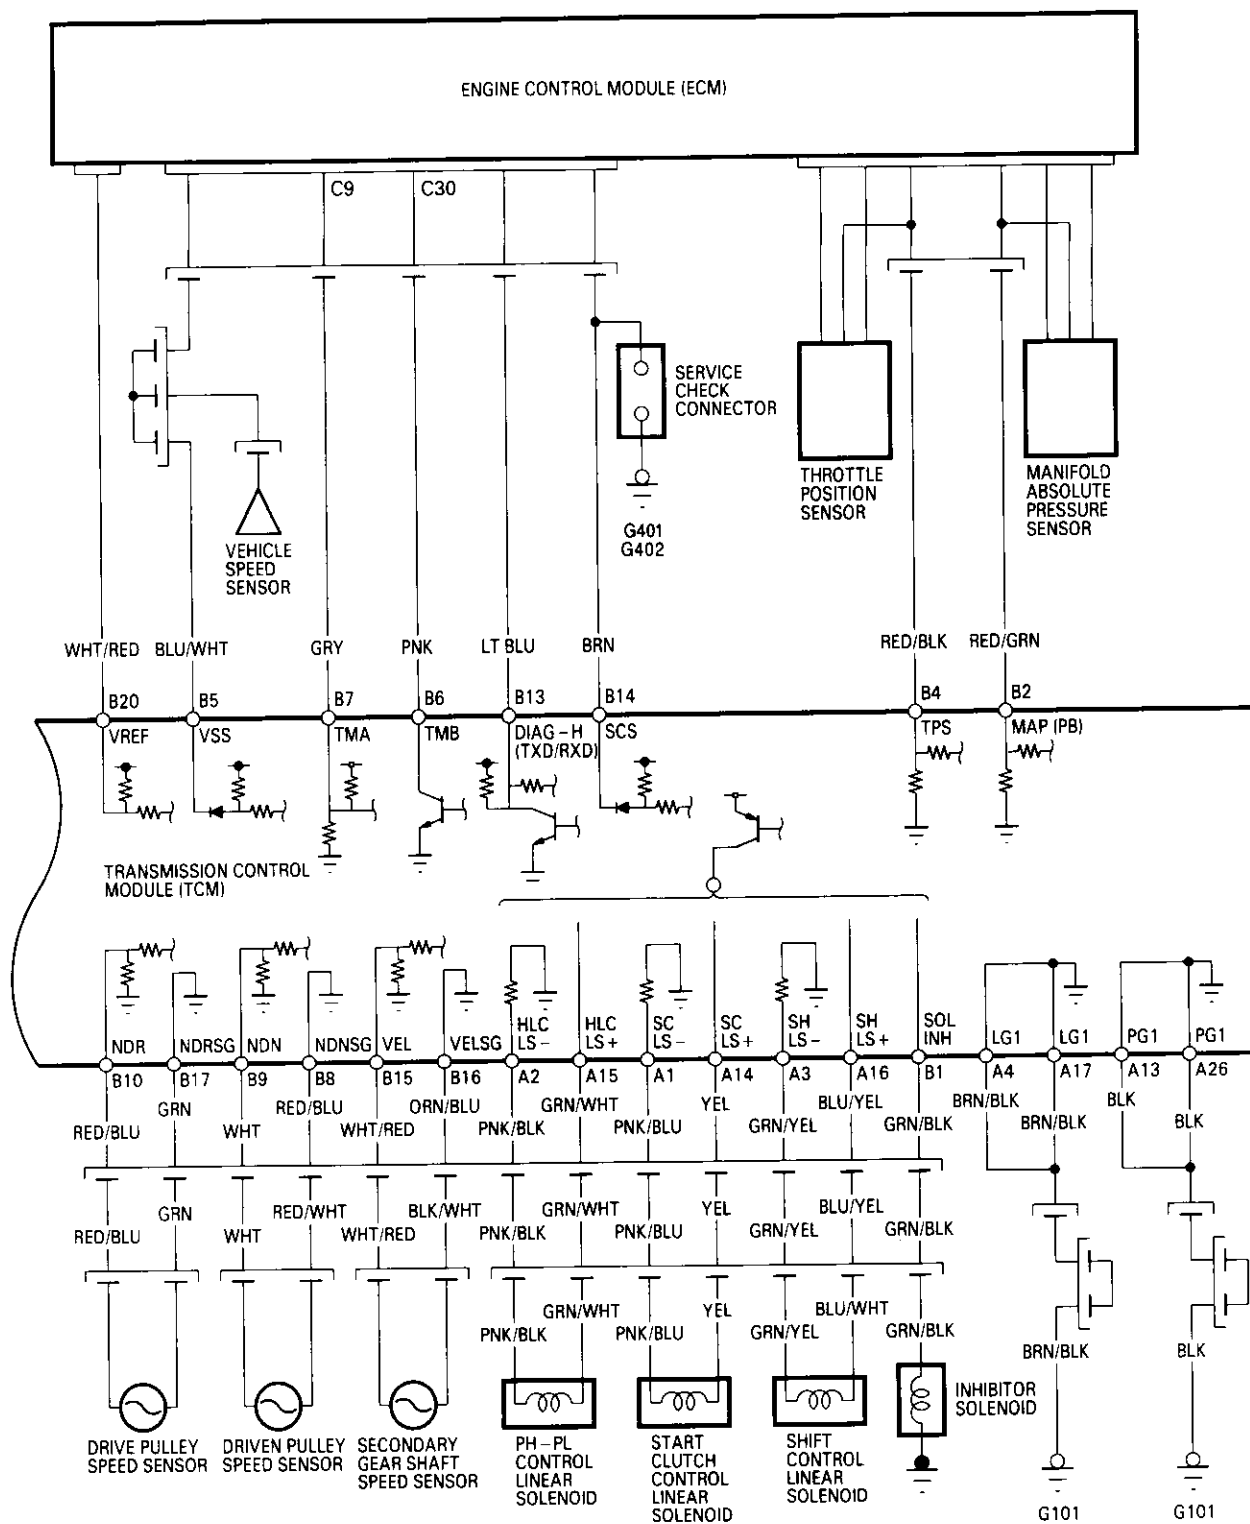 ENGINE CONTROL MODULE (ECM)
C9 C30
SERVICE
CHECK
CONNECTOR
G401
G402
THROTTLE
POSITION
SENSOR
MANIFOLD
ABSOLUTE
PRESSURE
SENSOR
VEHICLE
SPEED
SENSOR
WHT/RED BLU/WHT GRY PNK LT BLU BRN RED/BLK RED/GRN
B20 B5 B7 B6 B13 B14 B4 B2
VREF VSS TMA TMB DIAG-H (TXD/RXD) SCS TPS MAP (PB)
TRANSMISSION CONTROL
MODULE (TCM)
NDR NDRSG NDN NDNSG VEL VELSG HLC LS- HLC LS+ SC LS- SC LS+ SH LS- SH LS+ SOL INH LG1 LG1 PG1 PG1
B10 B17 B9 B8 B15 B16 A2 A15 A1 A14 A3 A16 B1 A4 A17 A13 A26
RED/BLU GRN WHT RED/BLU WHT/RED ORN/BLU PNK/BLK GRN/WHT PNK/BLU YEL GRN/YEL BLU/YEL GRN/BLK BRN/BLK BRN/BLK BLK BLK
RED/BLU GRN WHT RED/WHT WHT/RED BLK/WHT PNK/BLK GRN/WHT PNK/BLU YEL GRN/YEL BLU/YEL GRN/BLK
PNK/BLK GRN/WHT PNK/BLU YEL GRN/YEL BLU/WHT GRN/BLK BRN/BLK BLK
DRIVE PULLEY
SPEED SENSOR
DRIVEN PULLEY
SPEED SENSOR
SECONDARY
GEAR SHAFT
SPEED SENSOR
PH-PL
CONTROL
LINEAR
SOLENOID
START
CLUTCH
CONTROL
LINEAR
SOLENOID
SHIFT
CONTROL
LINEAR
SOLENOID
INHIBITOR
SOLENOID
G101 G101